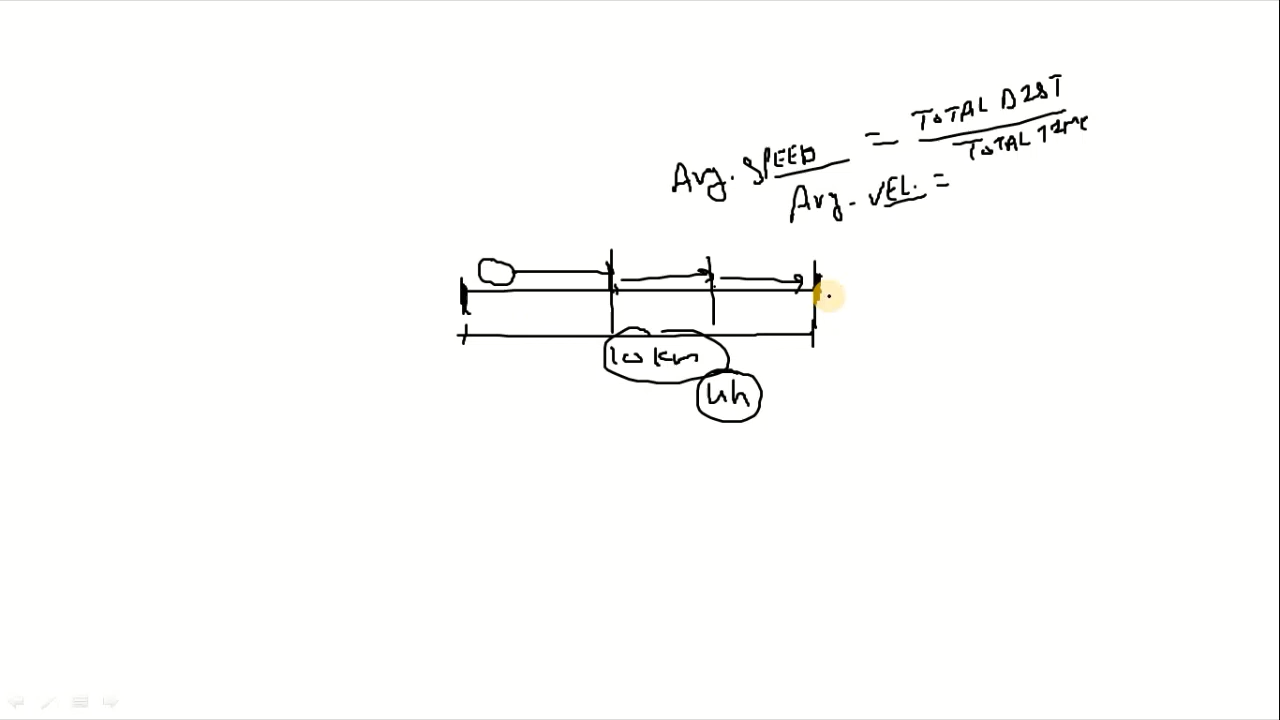 Avg. SPEED = TOTAL DIST
TOTAL TIME
Avg. VEL. =
10 km
4h